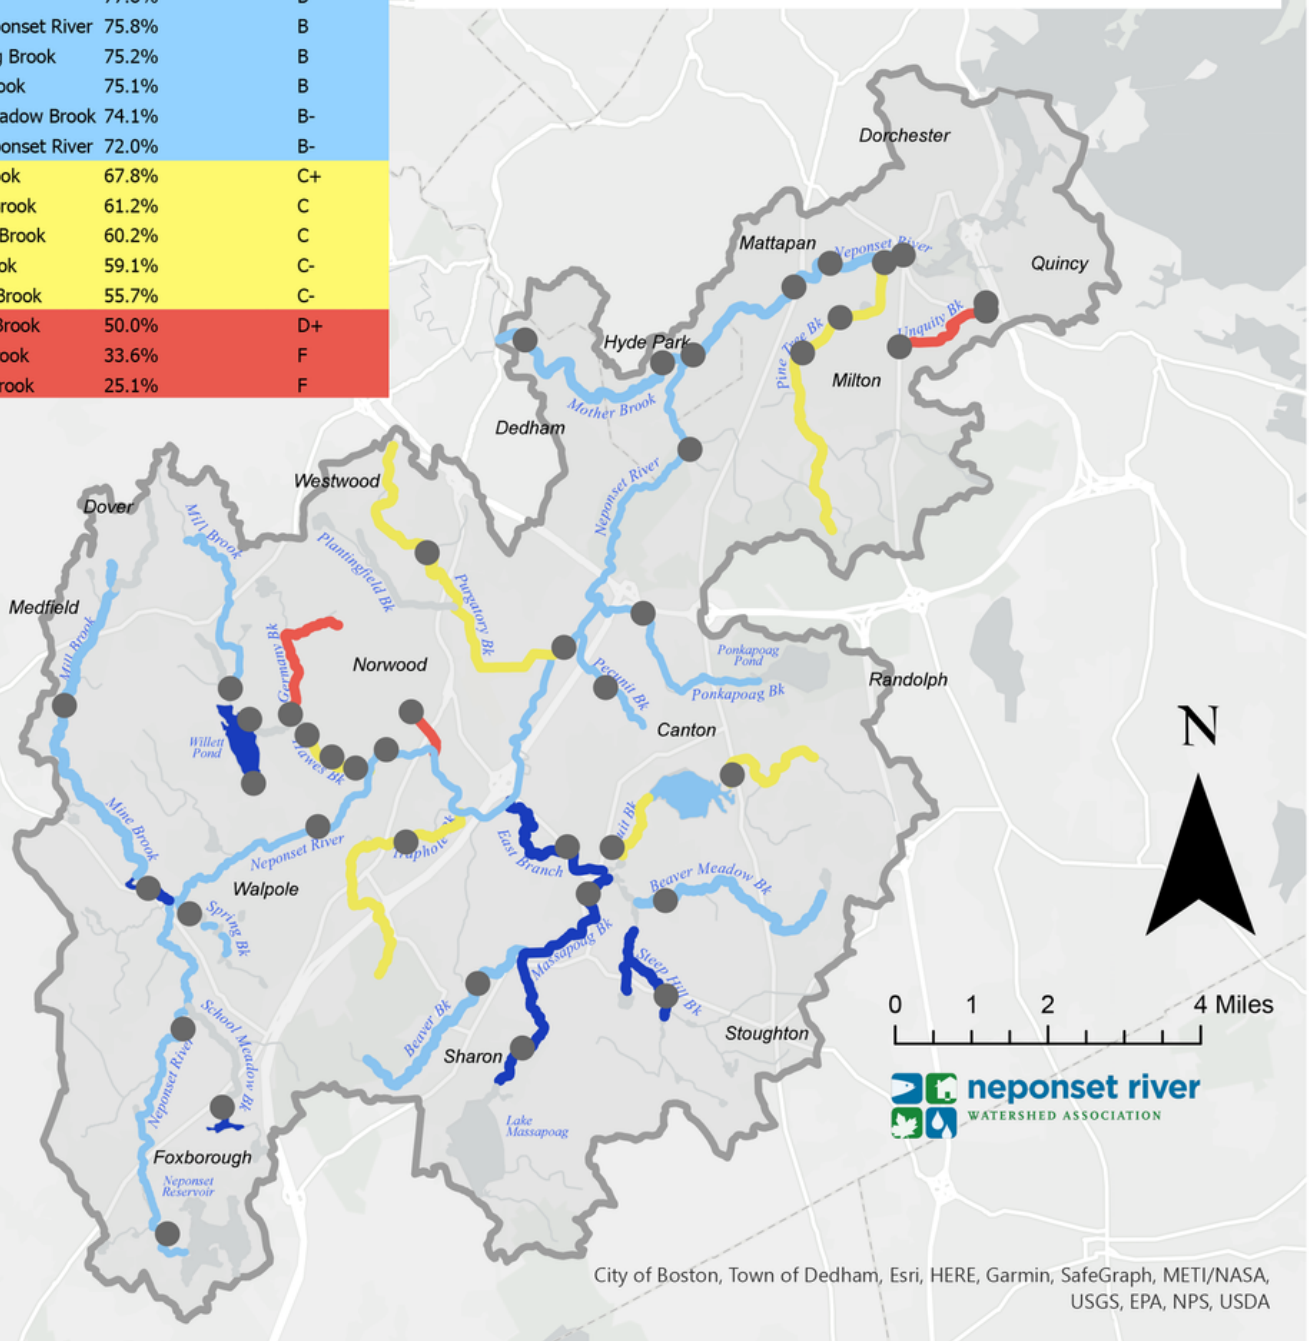 onset River 75.8% B
g Brook 75.2% B
ook 75.1% B
adow Brook 74.1% B-
onset River 72.0% B-
ok 67.8% C+
rook 61.2% C
Brook 60.2% C
ok 59.1% C-
Brook 55.7% C-
Brook 50.0% D+
ook 33.6% F
rook 25.1% F
Dorchester
Mattapan
Neponset River
Quincy
Unquity Bk
Hyde Park
Pine Tree Bk
Milton
Mother Brook
Dedham
Westwood
Neponset River
Dover
Mill Brook
Plantingfield Bk
Purgatory Bk
Medfield
Mill Brook
Germany Bk
Norwood
Ponkapoag
Pond
Ponkapoag Bk
Randolph
Pecunit Bk
Canton
N
Willett
Pond
Hawes Bk
Mine Brook
Neponset River
Traphole k
East Branch
uit Bk
Walpole
Beaver Meadow Bk
Spring Bk
Massapoag Bk
Steep Hill Bk
0 1 2 4 Miles
School Meadow Bk
Beaver Bk
Sharon
Stoughton
Neponset River
neponset river
WATERSHED ASSOCIATION
Lake
Massapoag
Foxborough
Neponset
Reservoir
City of Boston, Town of Dedham, Esri, HERE, Garmin, SafeGraph, METI/NASA,
USGS, EPA, NPS, USDA